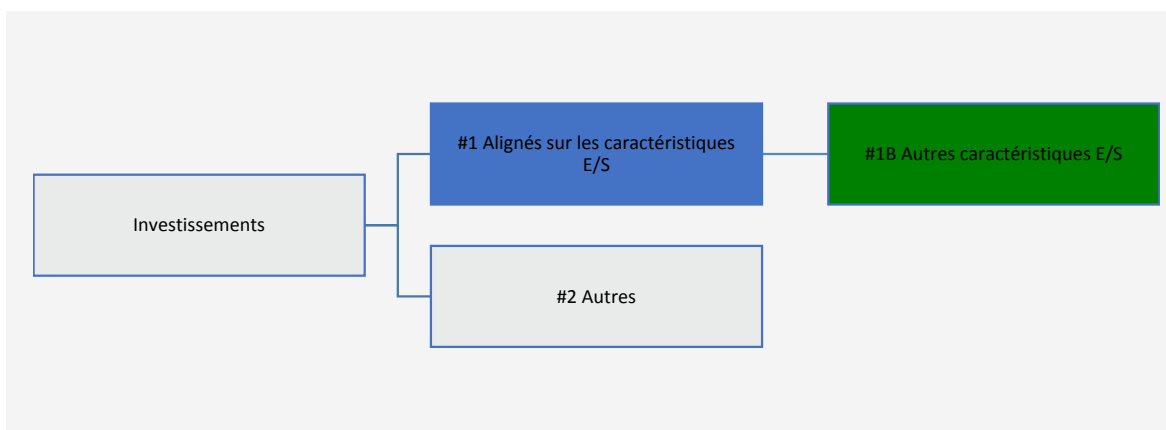 #1 Alignés sur les caractéristiques
E/S
#1B Autres caractéristiques E/S
Investissements
#2 Autres